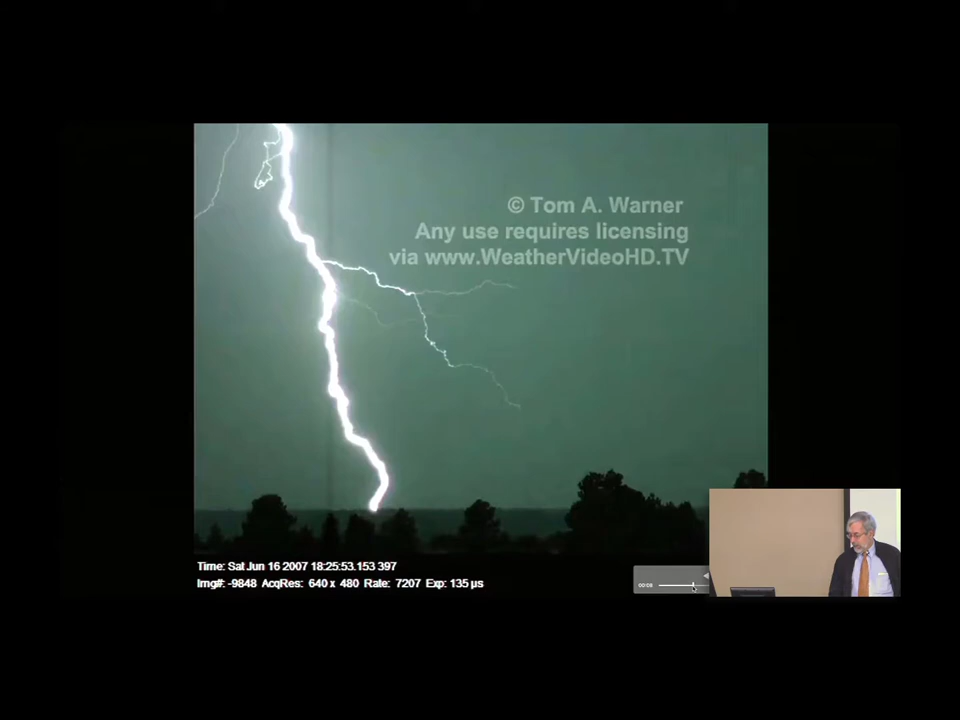 © Tom A. Warner
Any use requires licensing
via www.WeatherVideoHD.TV
Time: Sat Jun 16 2007 18:25:53.153 397
Img#: -9848 AcqRes: 640 x 480 Rate: 7207 Exp: 135 µs